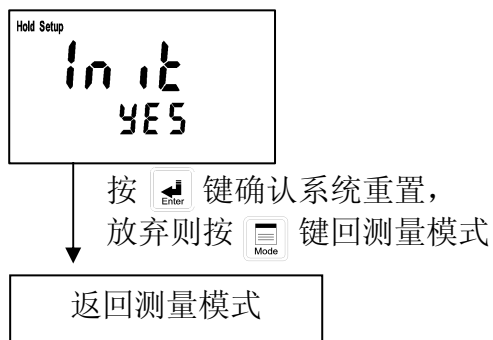 Hold Setup
Init
YES
按 Enter 键确认系统重置，
放弃则按 Mode 键回测量模式
返回测量模式